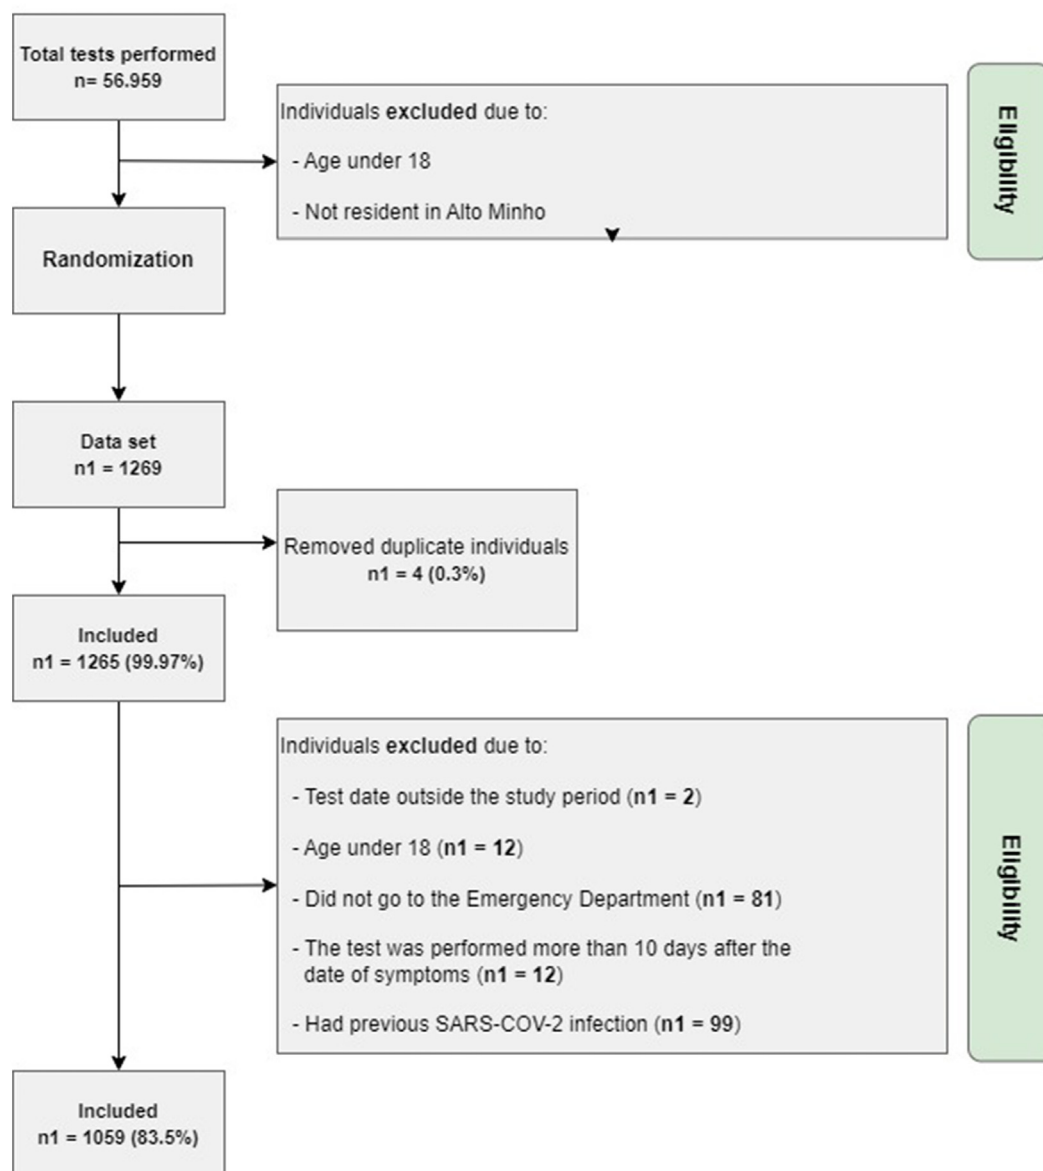 Total tests performed
n= 56.959
Individuals excluded due to:
- Age under 18
- Not resident in Alto Minho
Eligibility
Randomization
Data set
n1 = 1269
Removed duplicate individuals
n1 = 4 (0.3%)
Included
n1 = 1265 (99.97%)
Individuals excluded due to:
- Test date outside the study period (n1 = 2)
- Age under 18 (n1 = 12)
- Did not go to the Emergency Department (n1 = 81)
- The test was performed more than 10 days after the
date of symptoms (n1 = 12)
- Had previous SARS-COV-2 infection (n1 = 99)
Eligibility
Included
n1 = 1059 (83.5%)